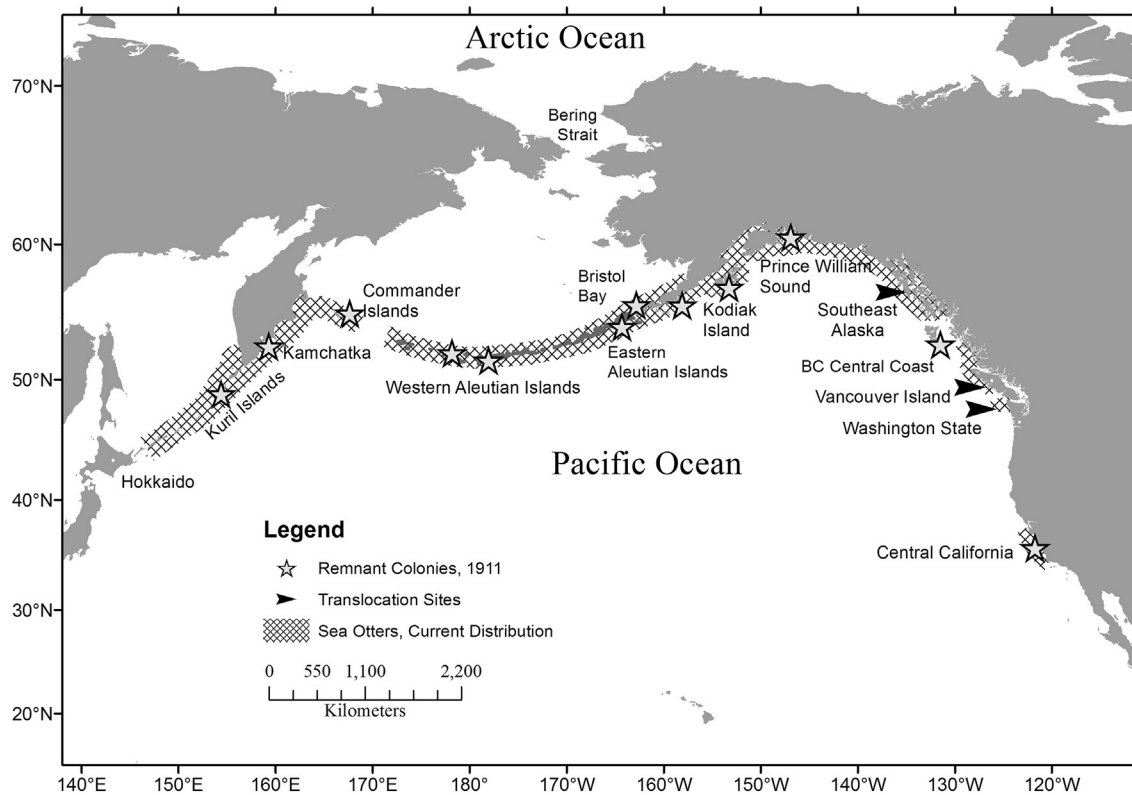 Arctic Ocean
70°N
Bering
Strait
60°N
Commander
Islands
Bristol
Bay
Prince William
Sound
Kodiak
Island
Southeast
Alaska
Kamchatka
50°N
Kuril Islands
Western Aleutian Islands
Eastern
Aleutian Islands
BC Central Coast
Vancouver Island
Washington State
Hokkaido
Pacific Ocean
40°N
Legend
Remnant Colonies, 1911
Translocation Sites
Sea Otters, Current Distribution
Central California
30°N
0 550 1,100 2,200
Kilometers
20°N
140°E 150°E 160°E 170°E 180° 170°W 160°W 150°W 140°W 130°W 120°W